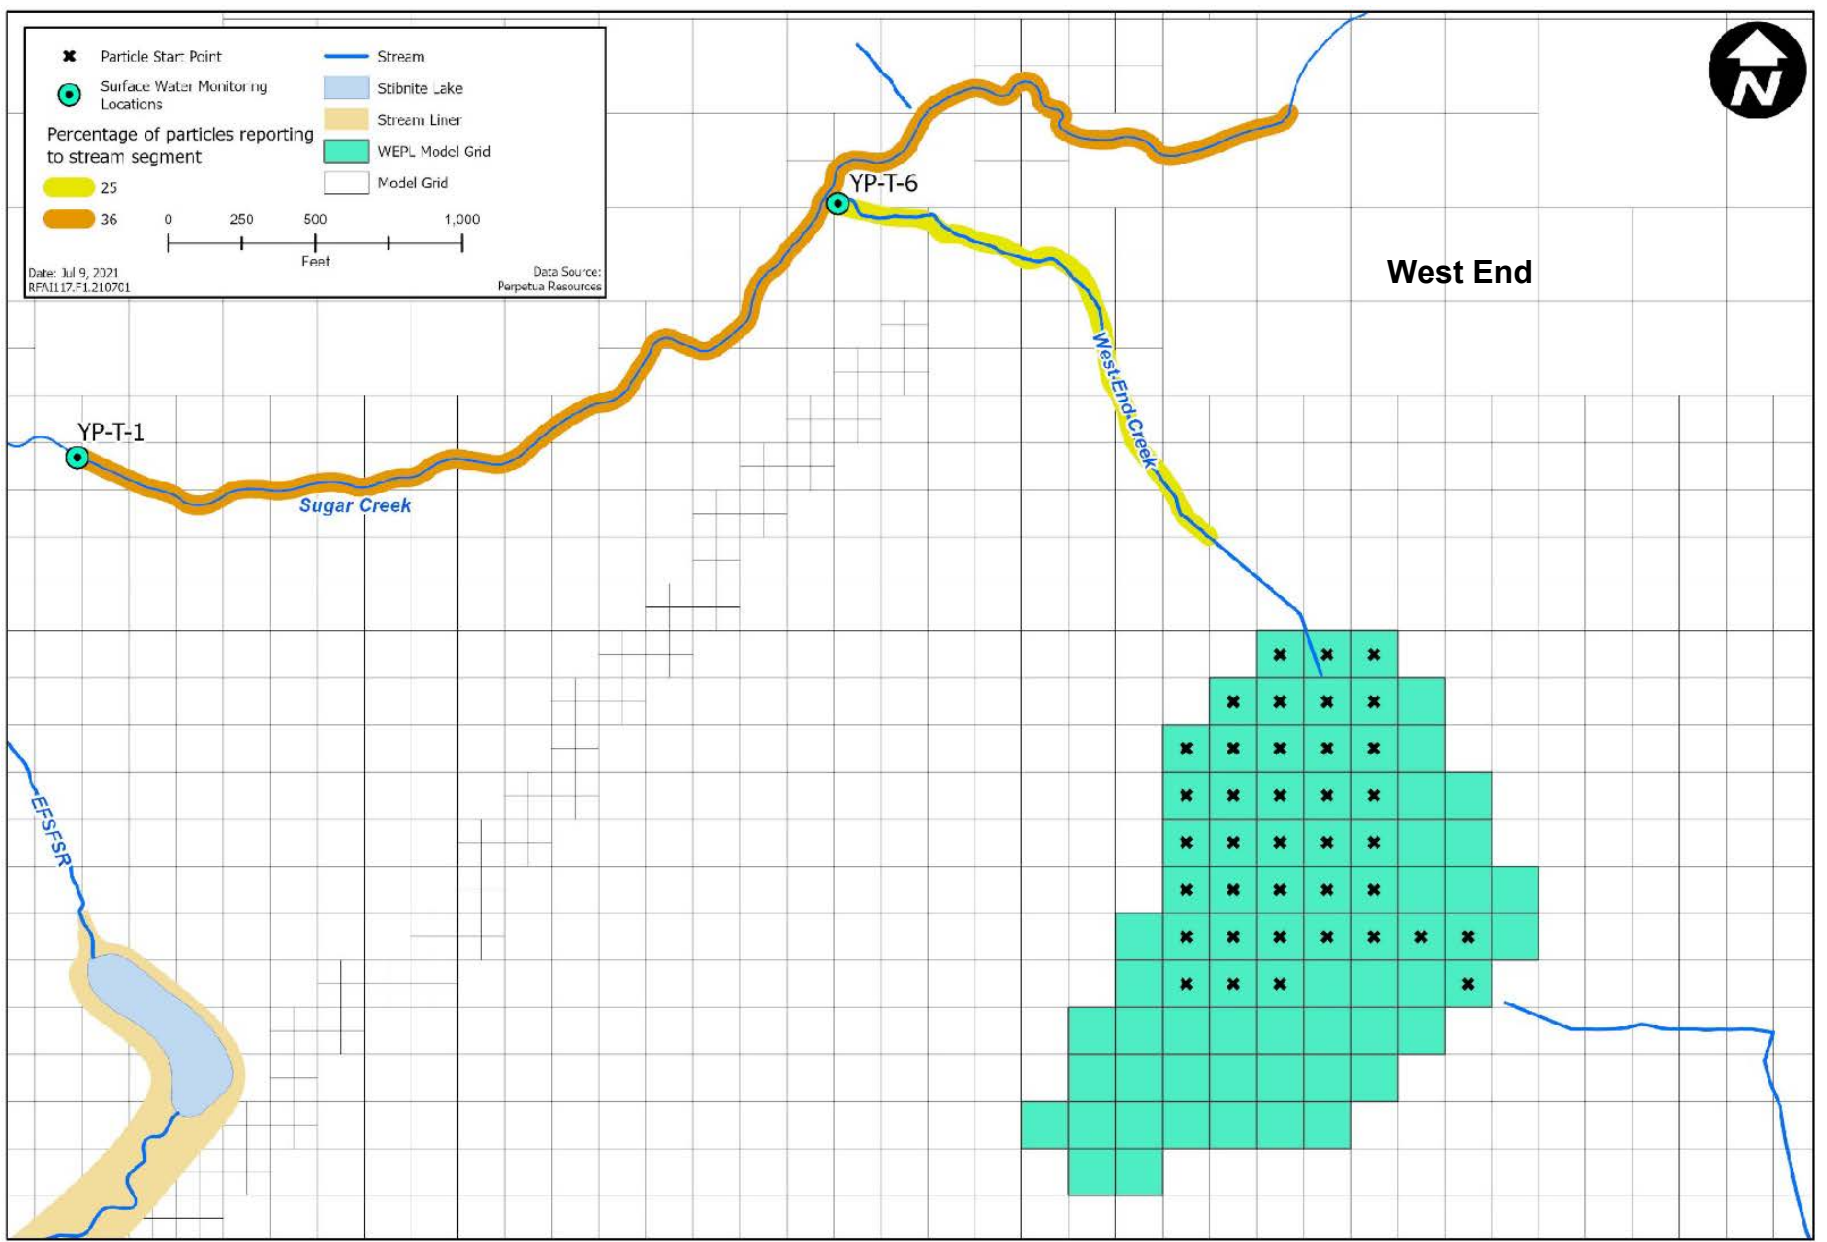 Particle Start Point
Surface Water Monitoring
Locations
Percentage of particles reporting
to stream segment
25
36
Stream
Stibnite Lake
Stream Liner
WEPL Model Grid
Model Grid
0 250 500 1,000
Feet
Date: Jul 9, 2021
RFAI117.F1.210701
Data Source:
Perpetua Resources
N
YP-T-6
West End
West End Creek
YP-T-1
Sugar Creek
EFSFSR